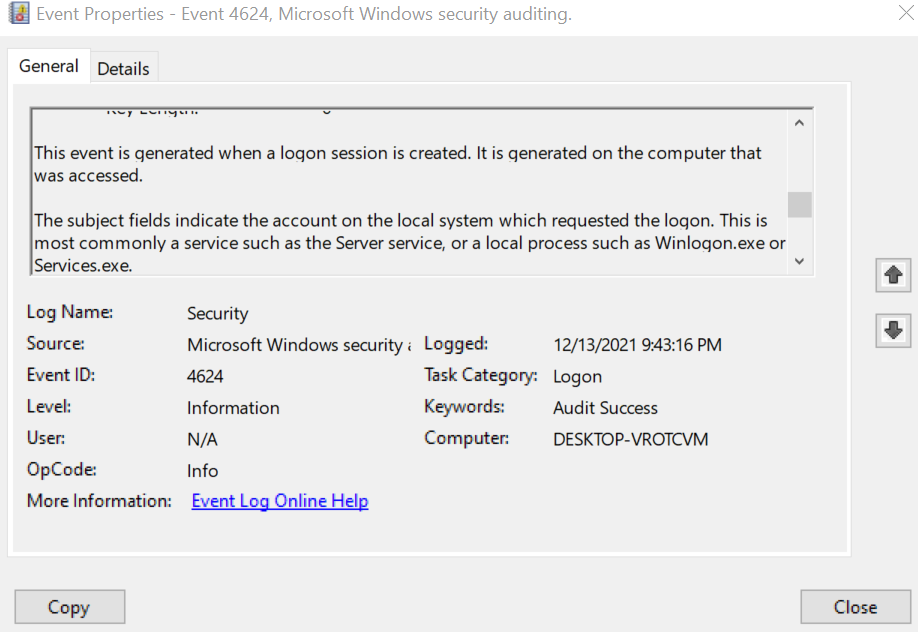 Event Properties - Event 4624, Microsoft Windows security auditing.
General
Details
Key Length:
This event is generated when a logon session is created. It is generated on the computer that
was accessed.
The subject fields indicate the account on the local system which requested the logon. This is
most commonly a service such as the Server service, or a local process such as Winlogon.exe or
Services.exe.
Log Name: Security
Source: Microsoft Windows security Logged: 12/13/2021 9:43:16 PM
Event ID: 4624 Task Category: Logon
Level: Information Keywords: Audit Success
User: N/A Computer: DESKTOP-VROTCVM
OpCode: Info
More Information: Event Log Online Help
Copy Close